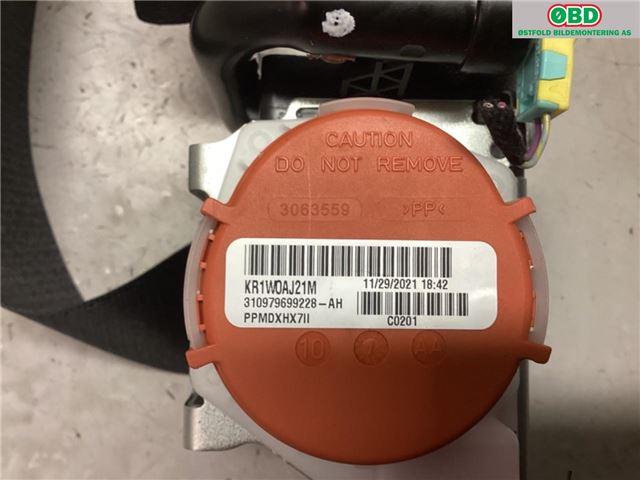 ØBD
ØSTFOLD BILDEMONTERING AS
CAUTION
DO NOT REMOVE
3063559 >PP<
KR1W0AJ21M 11/29/2021 18:42
310979699228-AH
PPMDXHX7II C0201
10 AA